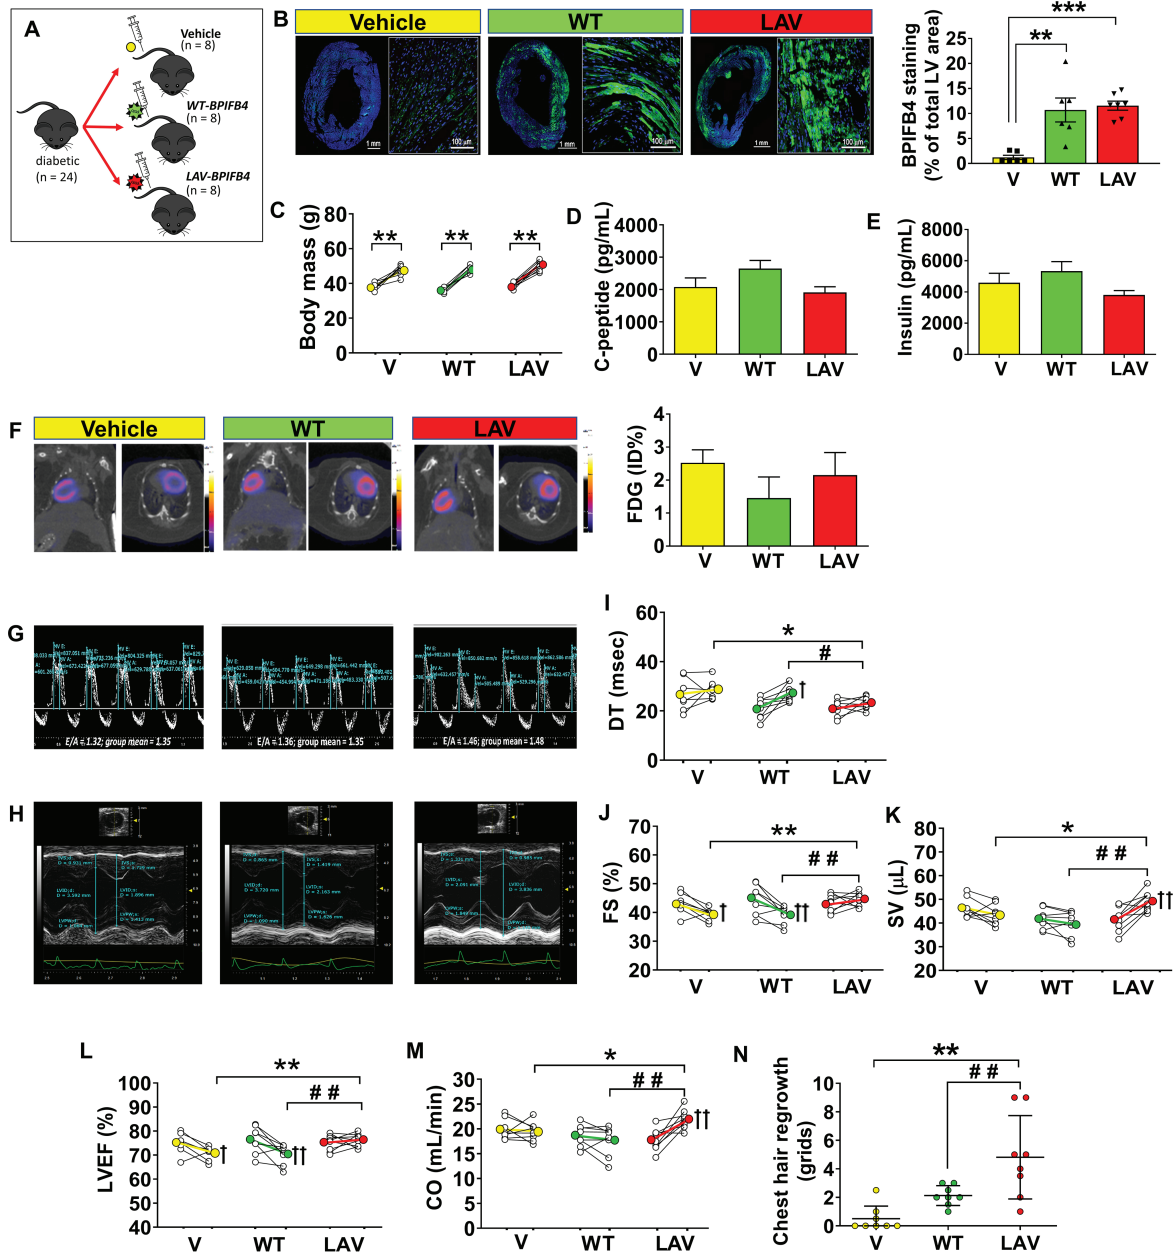 A
Vehicle
(n = 8)
WT-BPIFB4
(n = 8)
LAV-BPIFB4
(n = 8)
diabetic
(n = 24)
B
Vehicle
WT
LAV
1 mm
100 µm
1 mm
100 µm
1 mm
100 µm
BPIFB4 staining
(% of total LV area)
25
20
15
10
5
0
***
**
V
WT
LAV
C
Body mass (g)
80
60
40
20
0
**
**
**
V
WT
LAV
D
C-peptide (pg/mL)
4000
3000
2000
1000
0
V
WT
LAV
E
Insulin (pg/mL)
8000
6000
4000
2000
0
V
WT
LAV
F
Vehicle
WT
LAV
FDG (ID%)
4
3
2
1
0
V
WT
LAV
G
E/A = 1.32; group mean = 1.35
E/A = 1.36; group mean = 1.35
E/A = 1.46; group mean = 1.48
H
I
DT (msec)
60
40
20
0
*
#
†
V
WT
LAV
J
FS (%)
70
60
50
40
30
20
**
##
†
††
V
WT
LAV
K
SV (µL)
80
70
60
50
40
30
20
*
##
††
V
WT
LAV
L
LVEF (%)
100
90
80
70
60
50
40
**
##
†
††
V
WT
LAV
M
CO (mL/min)
30
25
20
15
10
5
0
*
##
††
V
WT
LAV
N
Chest hair regrowth
(grids)
10
8
6
4
2
0
**
##
V
WT
LAV